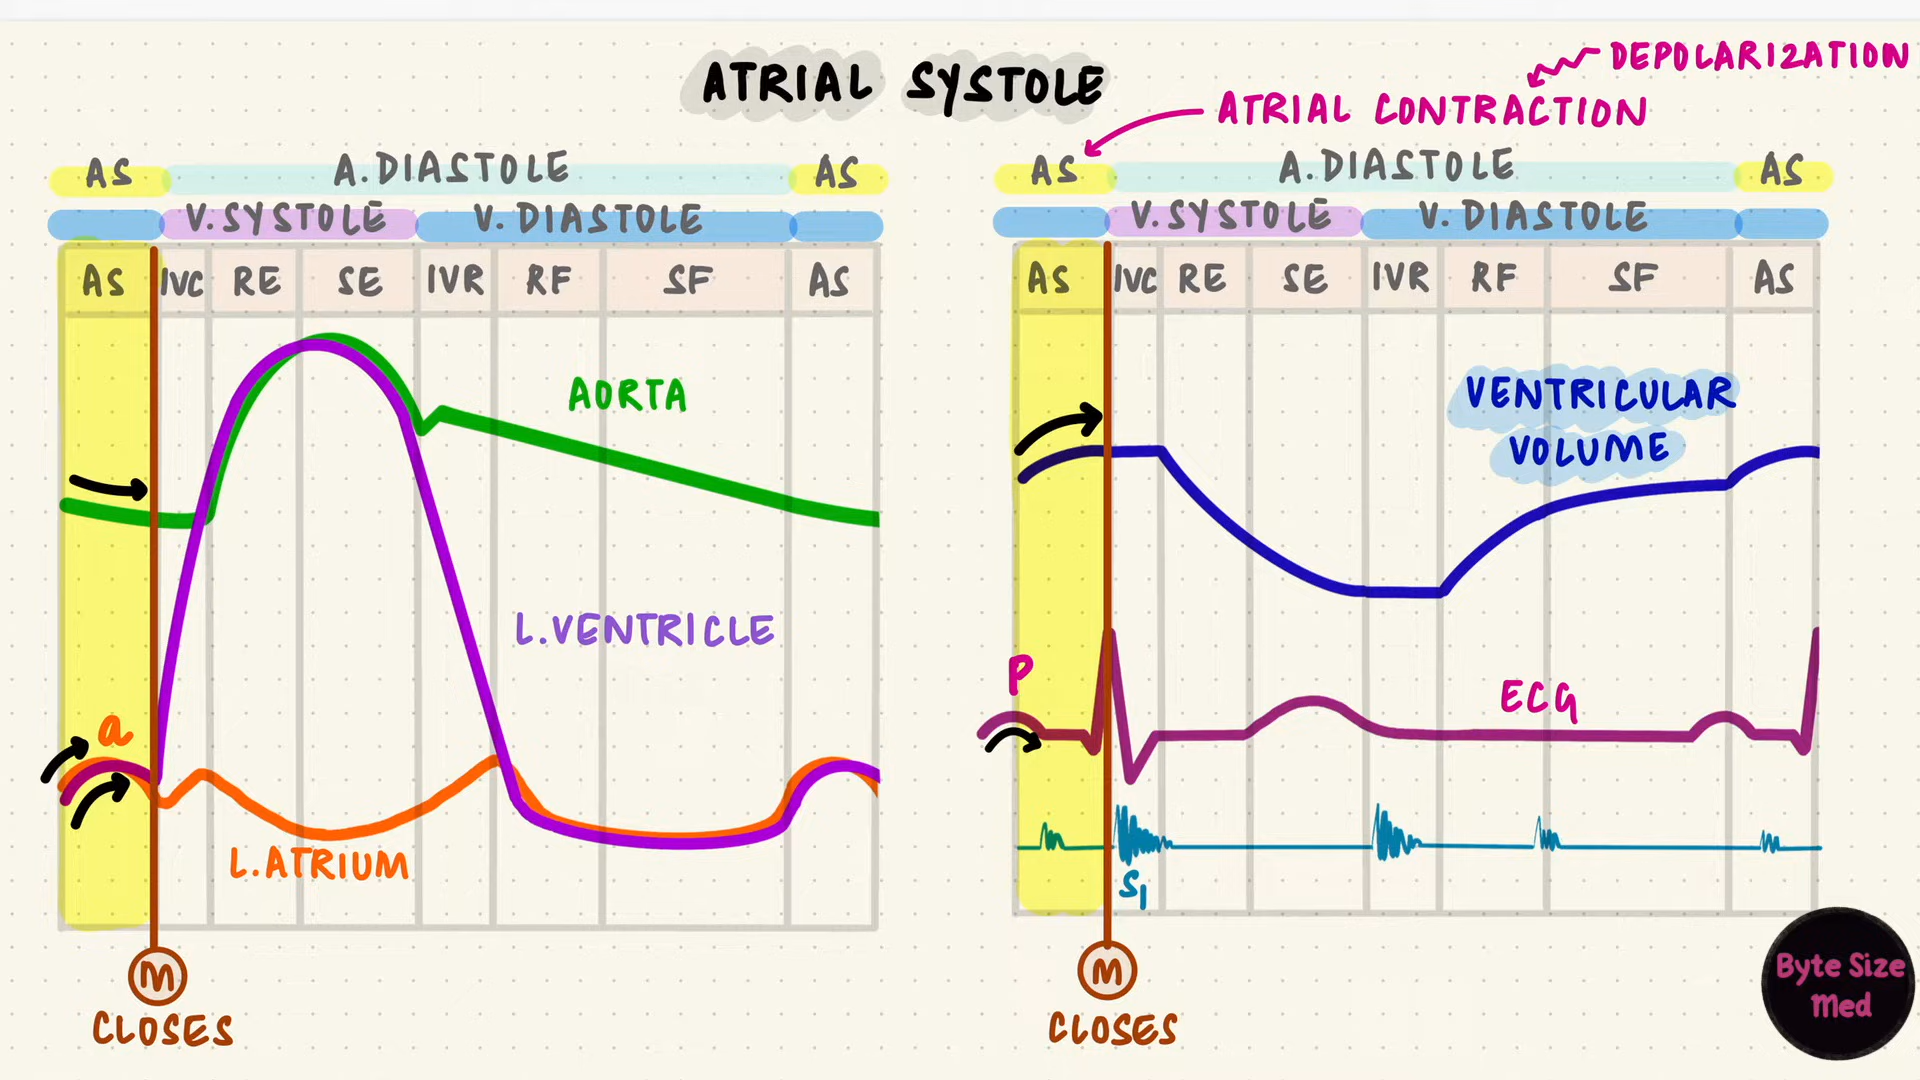 ATRIAL SYSTOLE
DEPOLARIZATION
ATRIAL CONTRACTION
AS A.DIASTOLE AS
V.SYSTOLE V.DIASTOLE
AS IVC RE SE IVR RF SF AS
AORTA
L.VENTRICLE
a
L.ATRIUM
M
CLOSES
AS A.DIASTOLE AS
V.SYSTOLE V.DIASTOLE
AS IVC RE SE IVR RF SF AS
VENTRICULAR
VOLUME
P
ECG
S1
M
CLOSES
Byte Size
Med